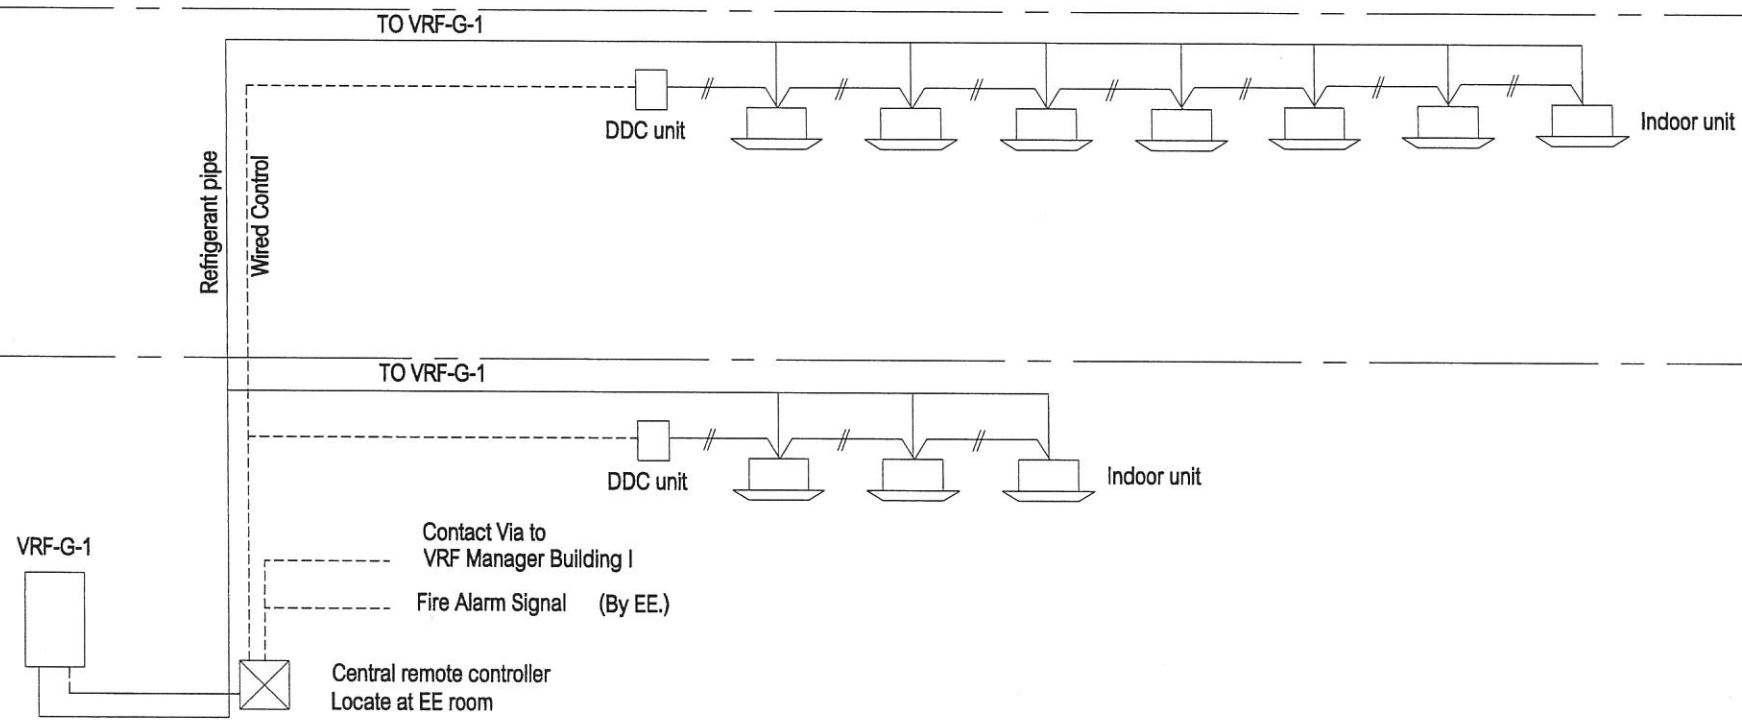 TO VRF-G-1
DDC unit
Indoor unit
Refrigerant pipe
Wired Control
TO VRF-G-1
DDC unit
Indoor unit
VRF-G-1
Contact Via to
VRF Manager Building I
Fire Alarm Signal (By EE.)
Central remote controller
Locate at EE room